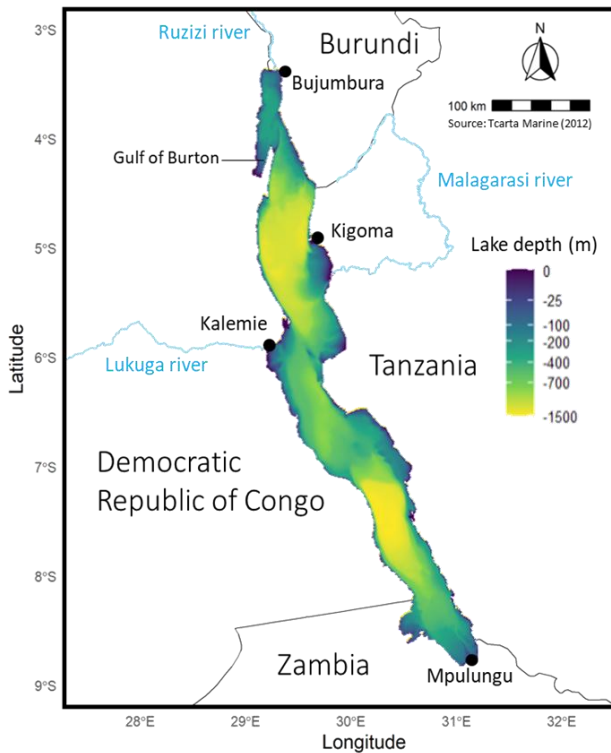 3°S
4°S
5°S
6°S
7°S
8°S
9°S
Latitude
Ruzizi river
Burundi
Bujumbura
N
100 km
Source: Tcarta Marine (2012)
Gulf of Burton
Malagarasi river
Kigoma
Lake depth (m)
0
-25
-100
-200
-400
-700
-1500
Kalemie
Lukuga river
Tanzania
Democratic
Republic of Congo
Zambia
Mpulungu
28°E
29°E
30°E
31°E
32°E
Longitude